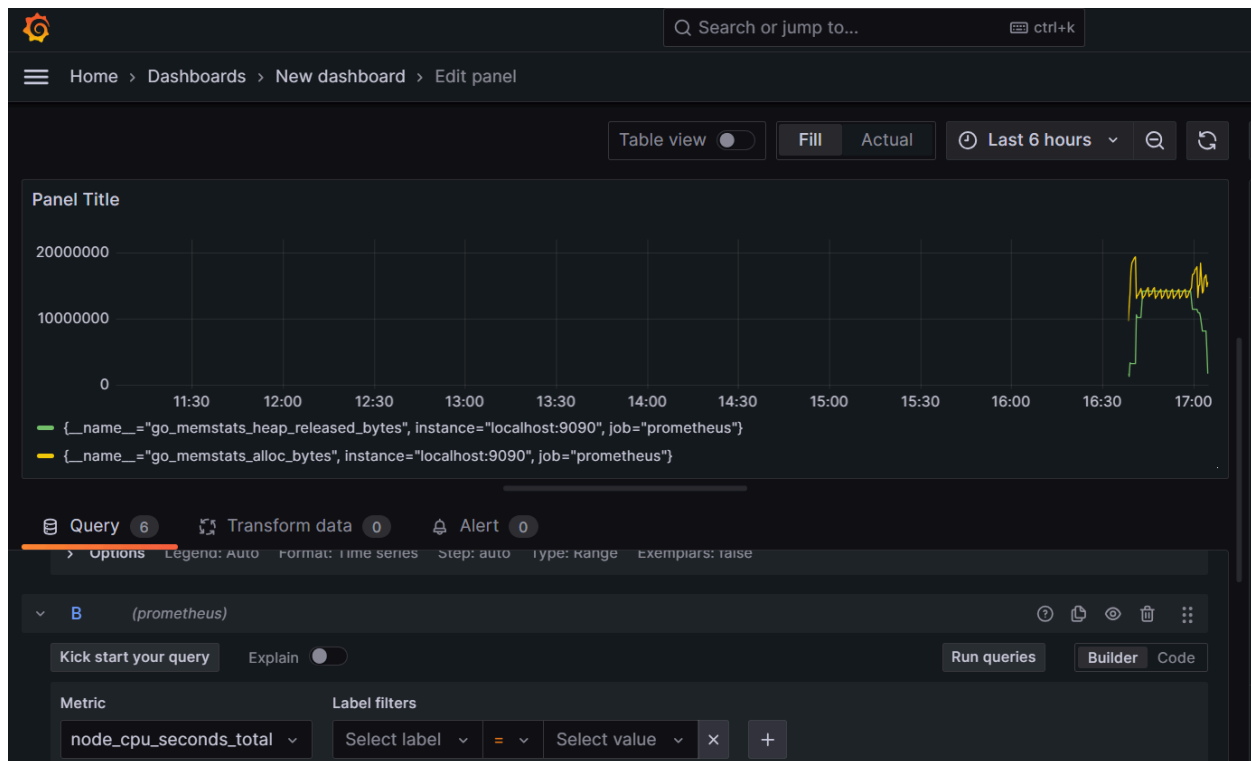 Search or jump to... ctrl+k
Home > Dashboards > New dashboard > Edit panel
Table view Fill Actual Last 6 hours
Panel Title
20000000
10000000
0
11:30 12:00 12:30 13:00 13:30 14:00 14:30 15:00 15:30 16:00 16:30 17:00
{__name__="go_memstats_heap_released_bytes", instance="localhost:9090", job="prometheus"}
{__name__="go_memstats_alloc_bytes", instance="localhost:9090", job="prometheus"}
Query 6 Transform data 0 Alert 0
> Options Legend: Auto Format: Time series Step: auto Type: Range Exemplars: false
B (prometheus)
Kick start your query Explain Run queries Builder Code
Metric Label filters
node_cpu_seconds_total Select label = Select value × +